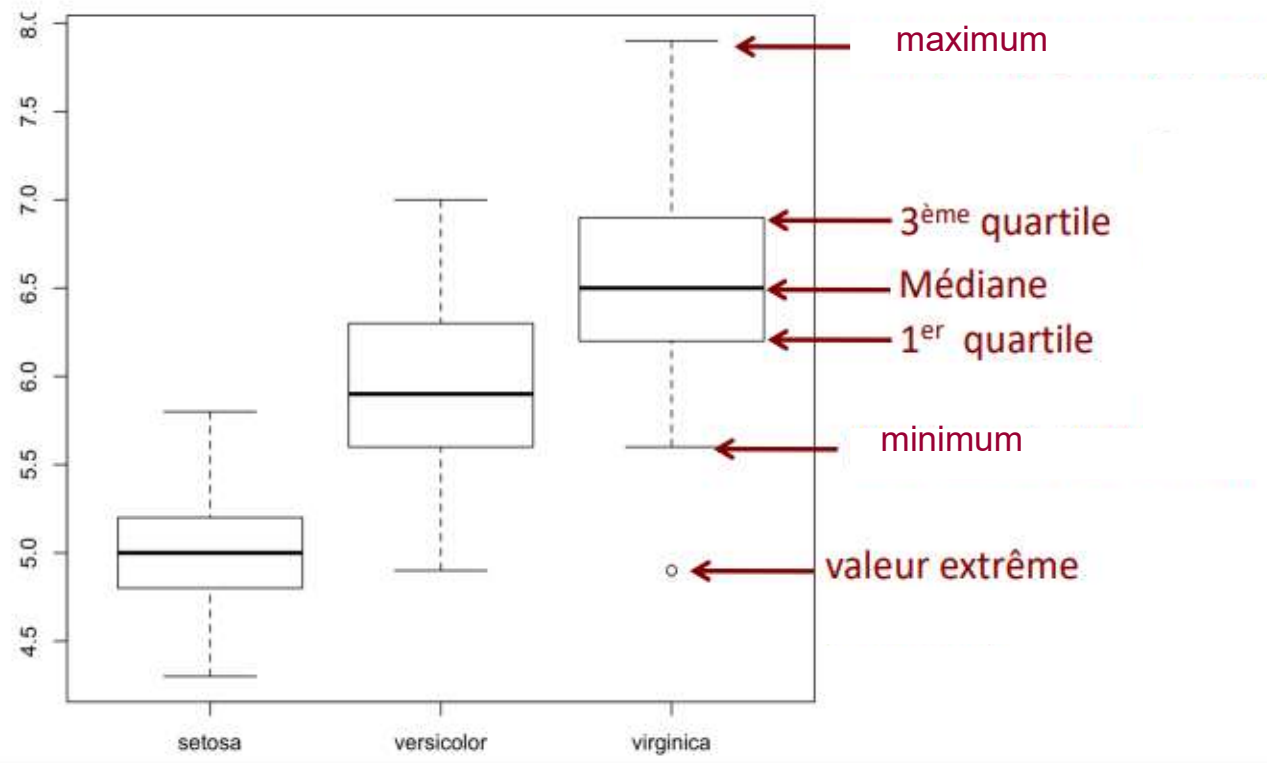 8.0
maximum
7.5
7.0
3ème quartile
6.5
Médiane
1er quartile
6.0
minimum
5.5
5.0
valeur extrême
4.5
setosa versicolor virginica